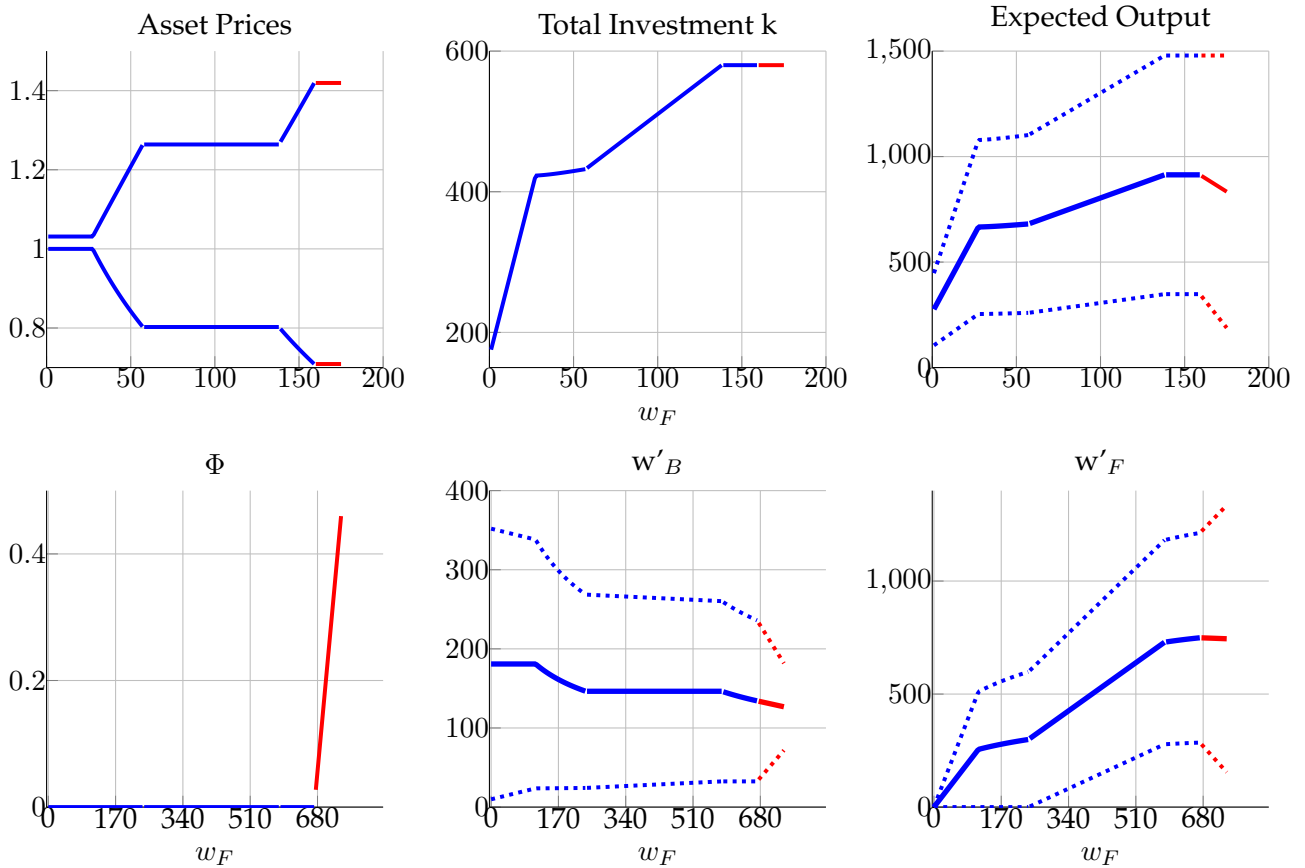 Asset Prices
1.4
1.2
1
0.8
0 50 100 150 200
Total Investment k
600
400
200
0 50 100 150 200
w_F
Expected Output
1,500
1,000
500
0
0 50 100 150 200
Φ
0.4
0.2
0
0 170 340 510 680
w_F
w'_B
400
300
200
100
0
0 170 340 510 680
w_F
w'_F
1,000
500
0
0 170 340 510 680
w_F